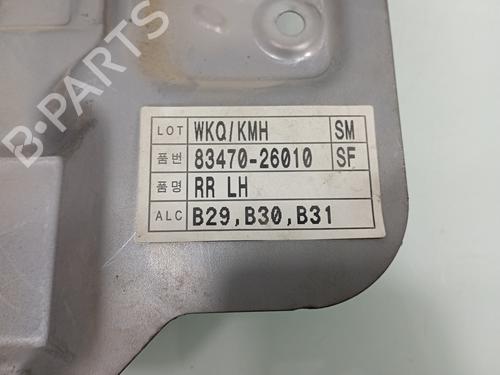 B-PARTS
LOT WKQ/KMH SM
품번 83470-26010 SF
품명 RR LH
ALC B29,B30,B31